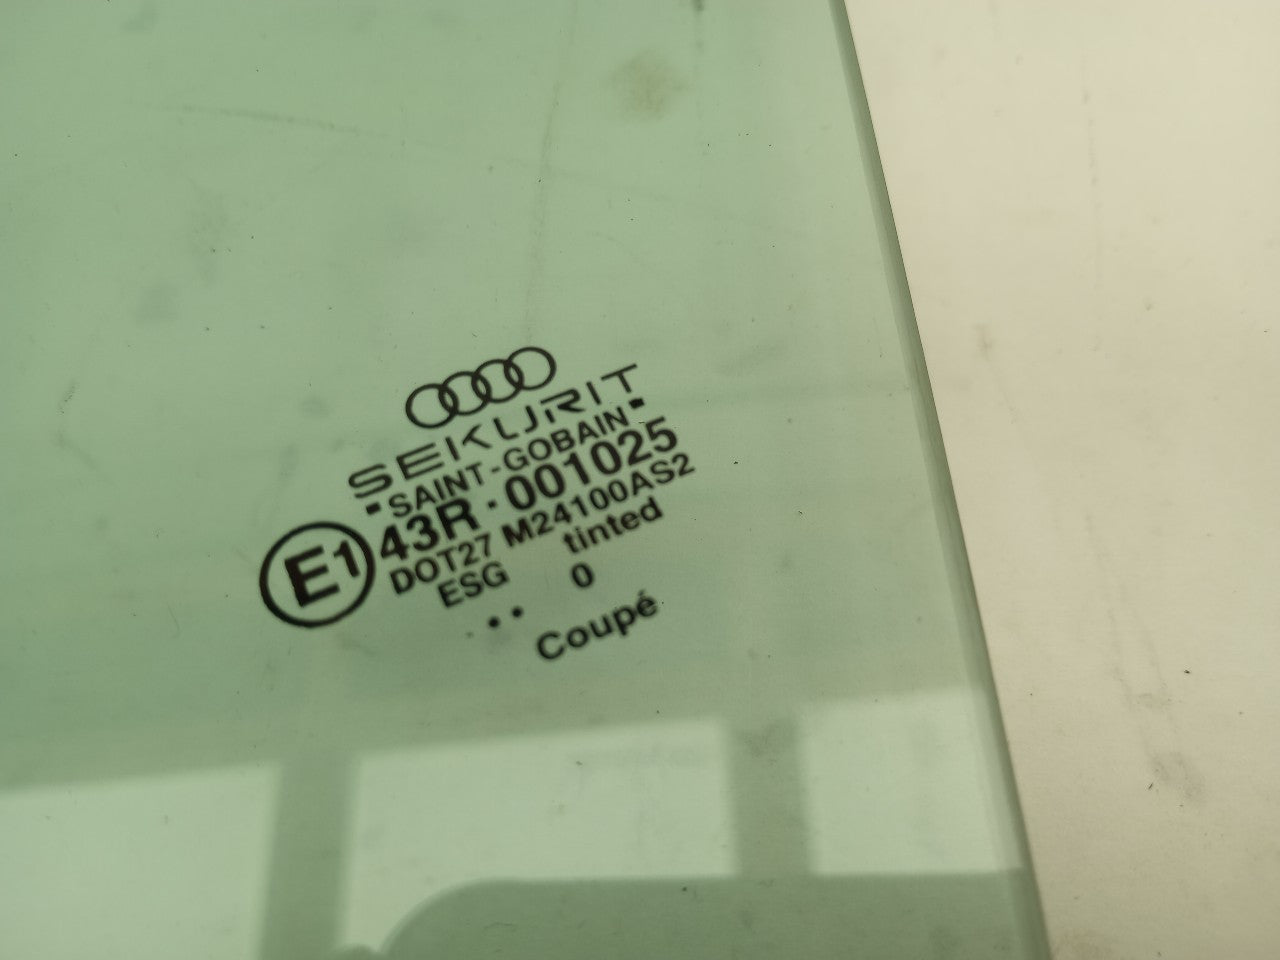 SEKURIT
SAINT-GOBAIN
E1 43R · 001025
DOT27 M24100AS2
ESG tinted
.. 0
Coupé